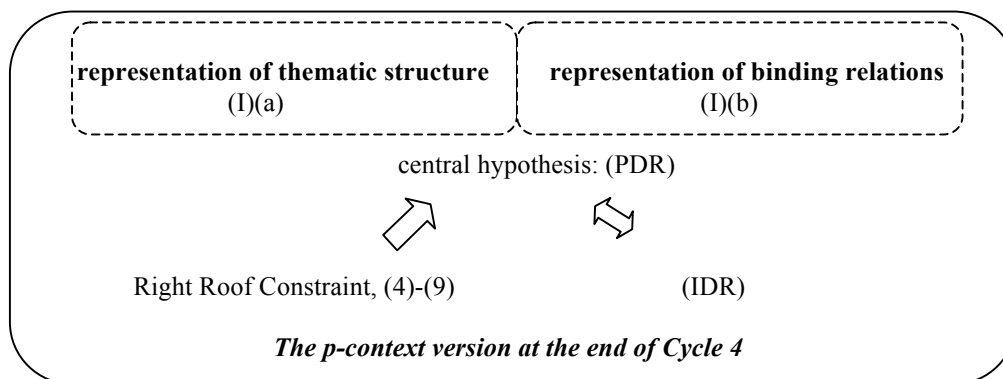 representation of thematic structure
(I)(a)
representation of binding relations
(I)(b)
central hypothesis: (PDR)
Right Roof Constraint, (4)-(9)
(IDR)
The p-context version at the end of Cycle 4